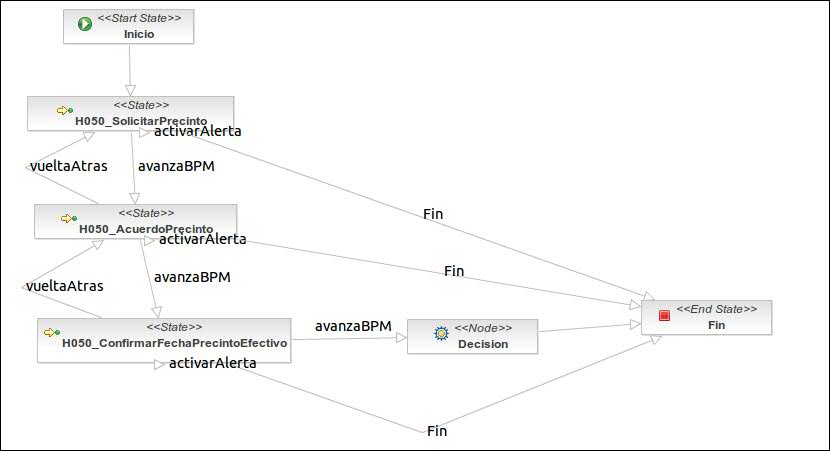 <<Start State>>
Inicio
<<State>>
H050_SolicitarPrecinto
activarAlerta
vueltaAtras
avanzaBPM
Fin
<<State>>
H050_AcuerdoPrecinto
activarAlerta
Fin
vueltaAtras
avanzaBPM
<<State>>
H050_ConfirmarFechaPrecintoEfectivo
activarAlerta
avanzaBPM
<<Node>>
Decision
<<End State>>
Fin
Fin